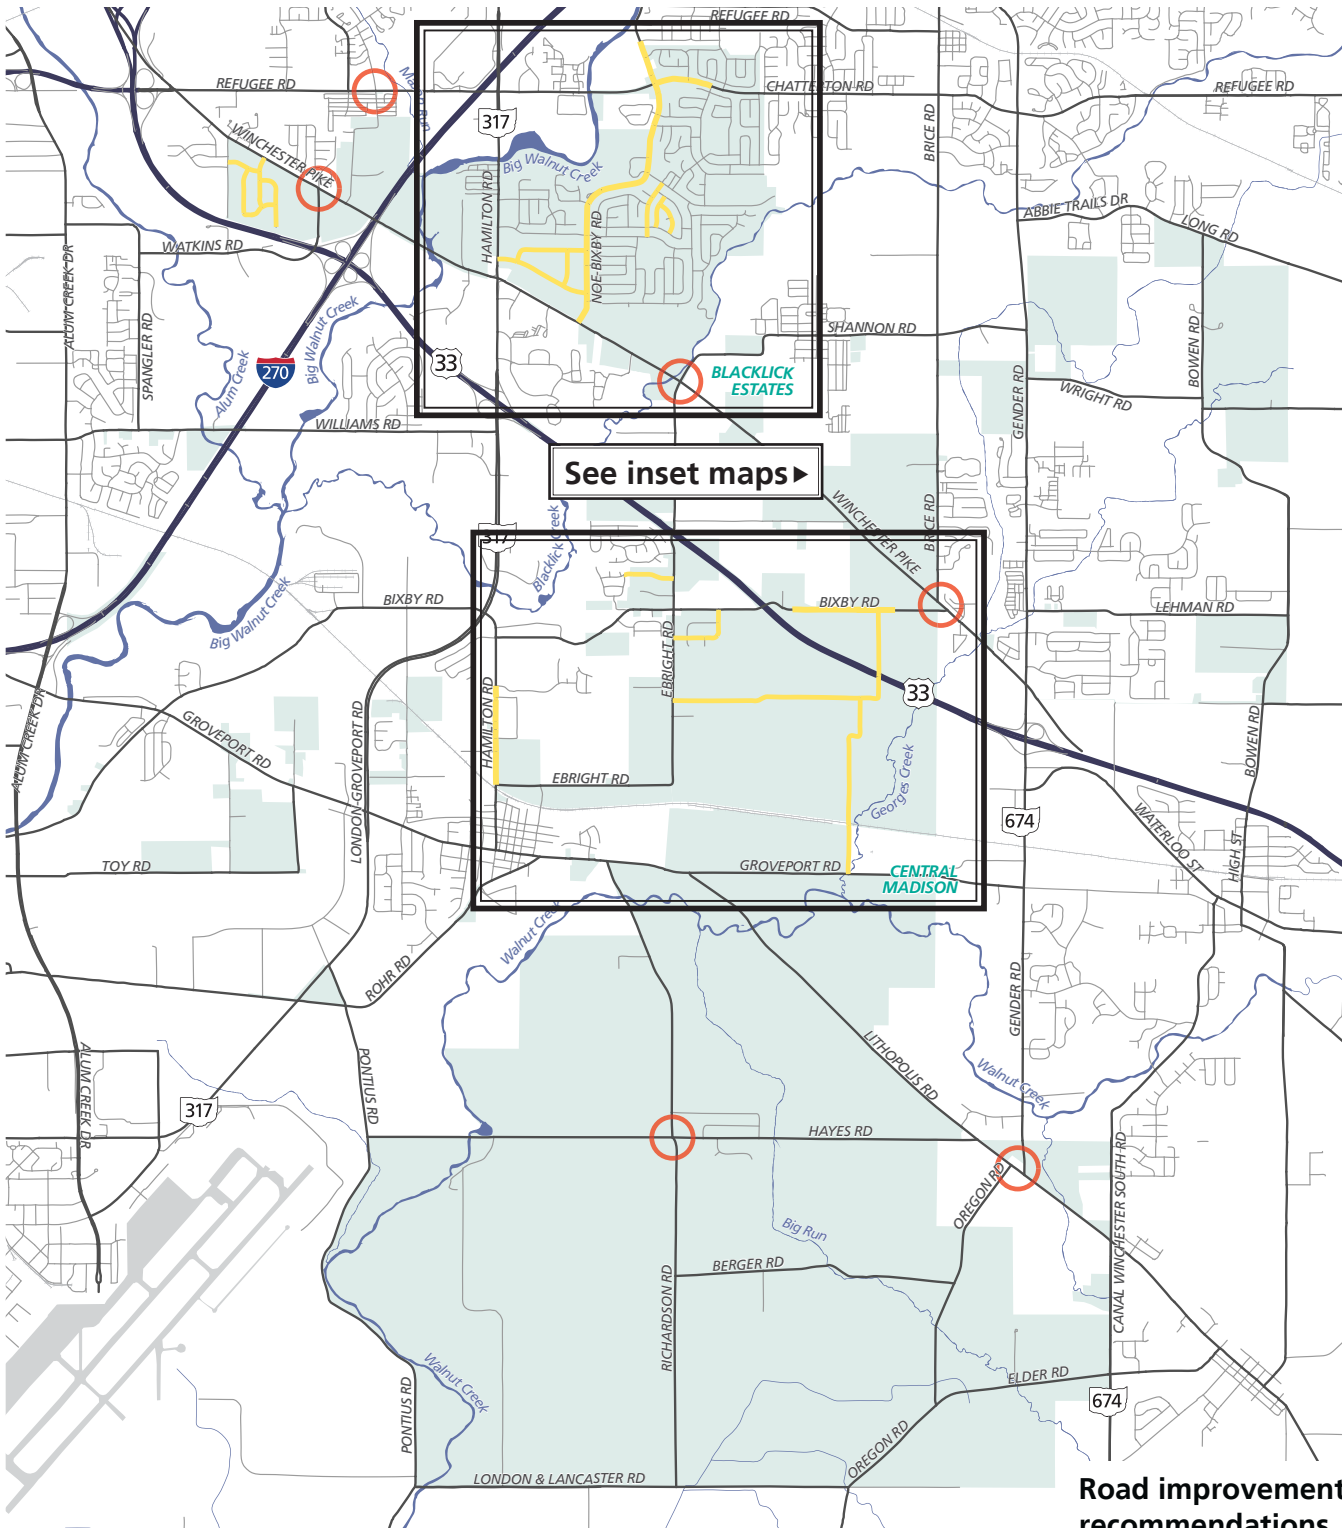 REFUGEE RD
REFUGEE RD
Mason Run
CHATTERTON RD
REFUGEE RD
317
BRICE RD
WINCHESTER PIKE
Big Walnut Creek
HAMILTON RD
NOE-BIXBY RD
ABBIE TRAILS DR
LONG RD
WATKINS RD
ALUM CREEK DR
SPANGLER RD
Big Walnut Creek
Alum Creek
270
33
SHANNON RD
BOWEN RD
BLACKLICK
ESTATES
GENDER RD
WRIGHT RD
WILLIAMS RD
See inset maps
WINCHESTER PIKE
BRICE RD
317
Blacklick Creek
Big Walnut Creek
BIXBY RD
BIXBY RD
LEHMAN RD
EBRIGHT RD
33
HAMILTON RD
ALUM CREEK DR
GROVEPORT RD
LONDON-GROVEPORT RD
BOWEN RD
EBRIGHT RD
Georges Creek
674
WATERLOO ST
HIGH ST
TOY RD
GROVEPORT RD
CENTRAL
MADISON
Walnut Creek
ROHR RD
GENDER RD
LITHOPOLIS RD
Walnut Creek
ALUM CREEK DR
PONTIUS RD
317
HAYES RD
CANAL WINCHESTER SOUTH RD
OREGON RD
Big Run
BERGER RD
RICHARDSON RD
Walnut Creek
PONTIUS RD
ELDER RD
674
OREGON RD
LONDON & LANCASTER RD
Road improvement
recommendations